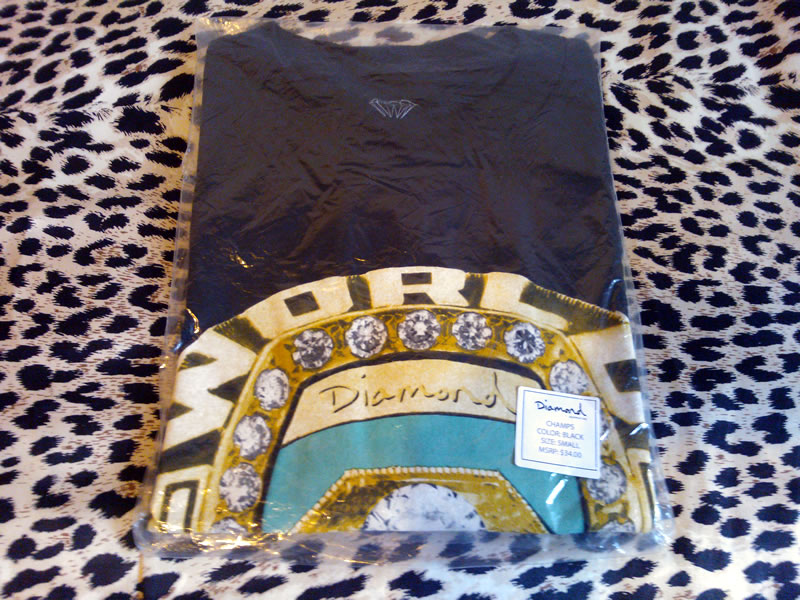 WORL
Diamond
Diamond
CHAMPS
COLOR: BLACK
SIZE: SMALL
MSRP: $34.00